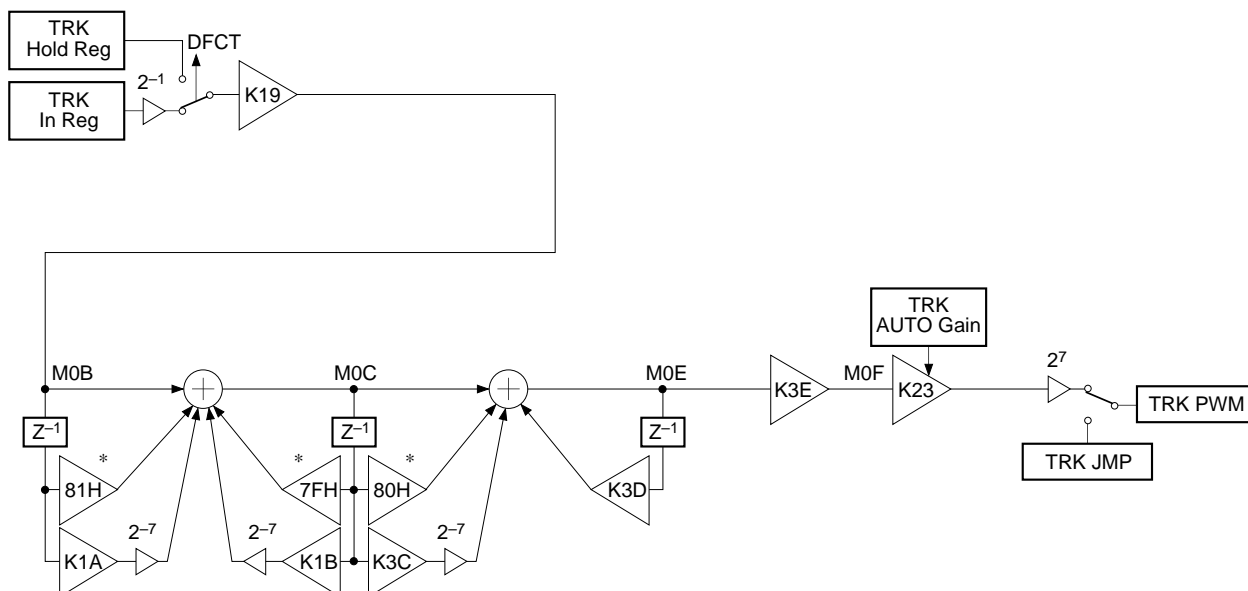 TRK
Hold Reg
DFCT
2–1
TRK
In Reg
K19
TRK
AUTO Gain
M0B
M0C
M0E
K3E
M0F
K23
27
TRK PWM
Z–1
Z–1
Z–1
TRK JMP
*
*
*
81H
7FH
80H
K3D
2–7
2–7
2–7
K1A
K1B
K3C